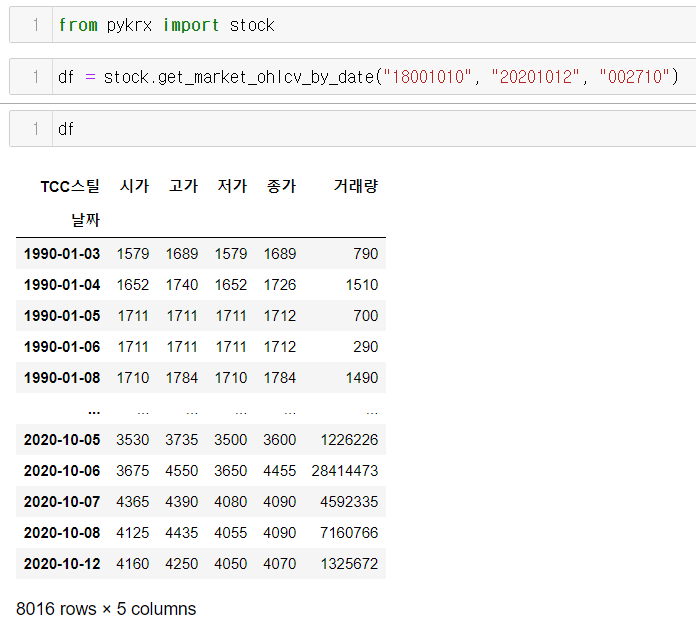 1 from pykrx import stock
1 df = stock.get_market_ohlcv_by_date("18001010", "20201012", "002710")
1 df
TCC스틸 시가 고가 저가 종가 거래량
날짜
1990-01-03 1579 1689 1579 1689 790
1990-01-04 1652 1740 1652 1726 1510
1990-01-05 1711 1711 1711 1712 700
1990-01-06 1711 1711 1711 1712 290
1990-01-08 1710 1784 1710 1784 1490
... ... ... ... ... ...
2020-10-05 3530 3735 3500 3600 1226226
2020-10-06 3675 4550 3650 4455 28414473
2020-10-07 4365 4390 4080 4090 4592335
2020-10-08 4125 4435 4055 4090 7160766
2020-10-12 4160 4250 4050 4070 1325672
8016 rows × 5 columns